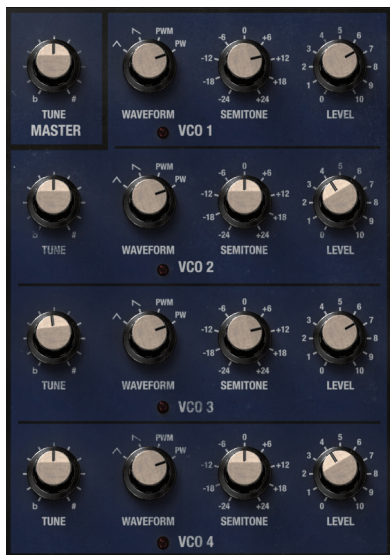 PWM
PW
0
-6 +6
-12 +12
-18 +18
-24 +24
5
4 6
3 7
2 8
1 9
0 10
b #
TUNE WAVEFORM SEMITONE LEVEL
MASTER
VCO 1
PWM
PW
0
-6 +6
-12 +12
-18 +18
-24 +24
5
4 6
3 7
2 8
1 9
0 10
TUNE WAVEFORM SEMITONE LEVEL
VCO 2
PWM
PW
0
-6 +6
-12 +12
-18 +18
-24 +24
5
4 6
3 7
2 8
1 9
0 10
b #
TUNE WAVEFORM SEMITONE LEVEL
VCO 3
PWM
PW
0
-6 +6
-12 +12
-18 +18
-24 +24
5
4 6
3 7
2 8
1 9
0 10
b #
TUNE WAVEFORM SEMITONE LEVEL
VCO 4